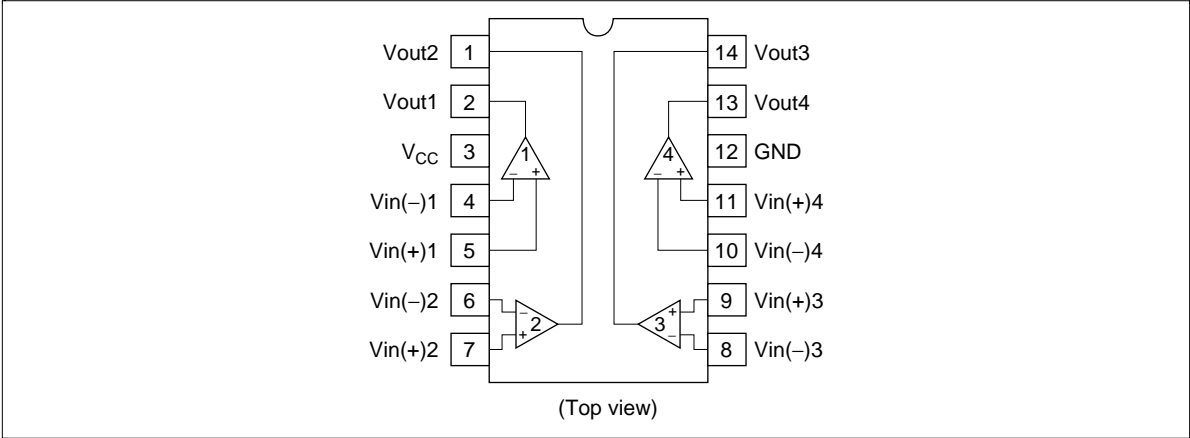 Vout2 1 14 Vout3
Vout1 2 13 Vout4
VCC 3 1 4 12 GND
− + − +
Vin(−)1 4 11 Vin(+)4
Vin(+)1 5 10 Vin(−)4
Vin(−)2 6 − + 9 Vin(+)3
2 3
Vin(+)2 7 + − 8 Vin(−)3
(Top view)